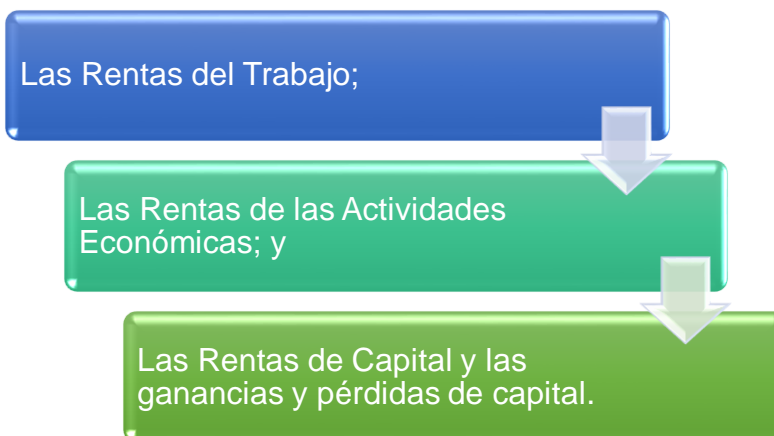 Las Rentas del Trabajo;
Las Rentas de las Actividades
Económicas; y
Las Rentas de Capital y las
ganancias y pérdidas de capital.